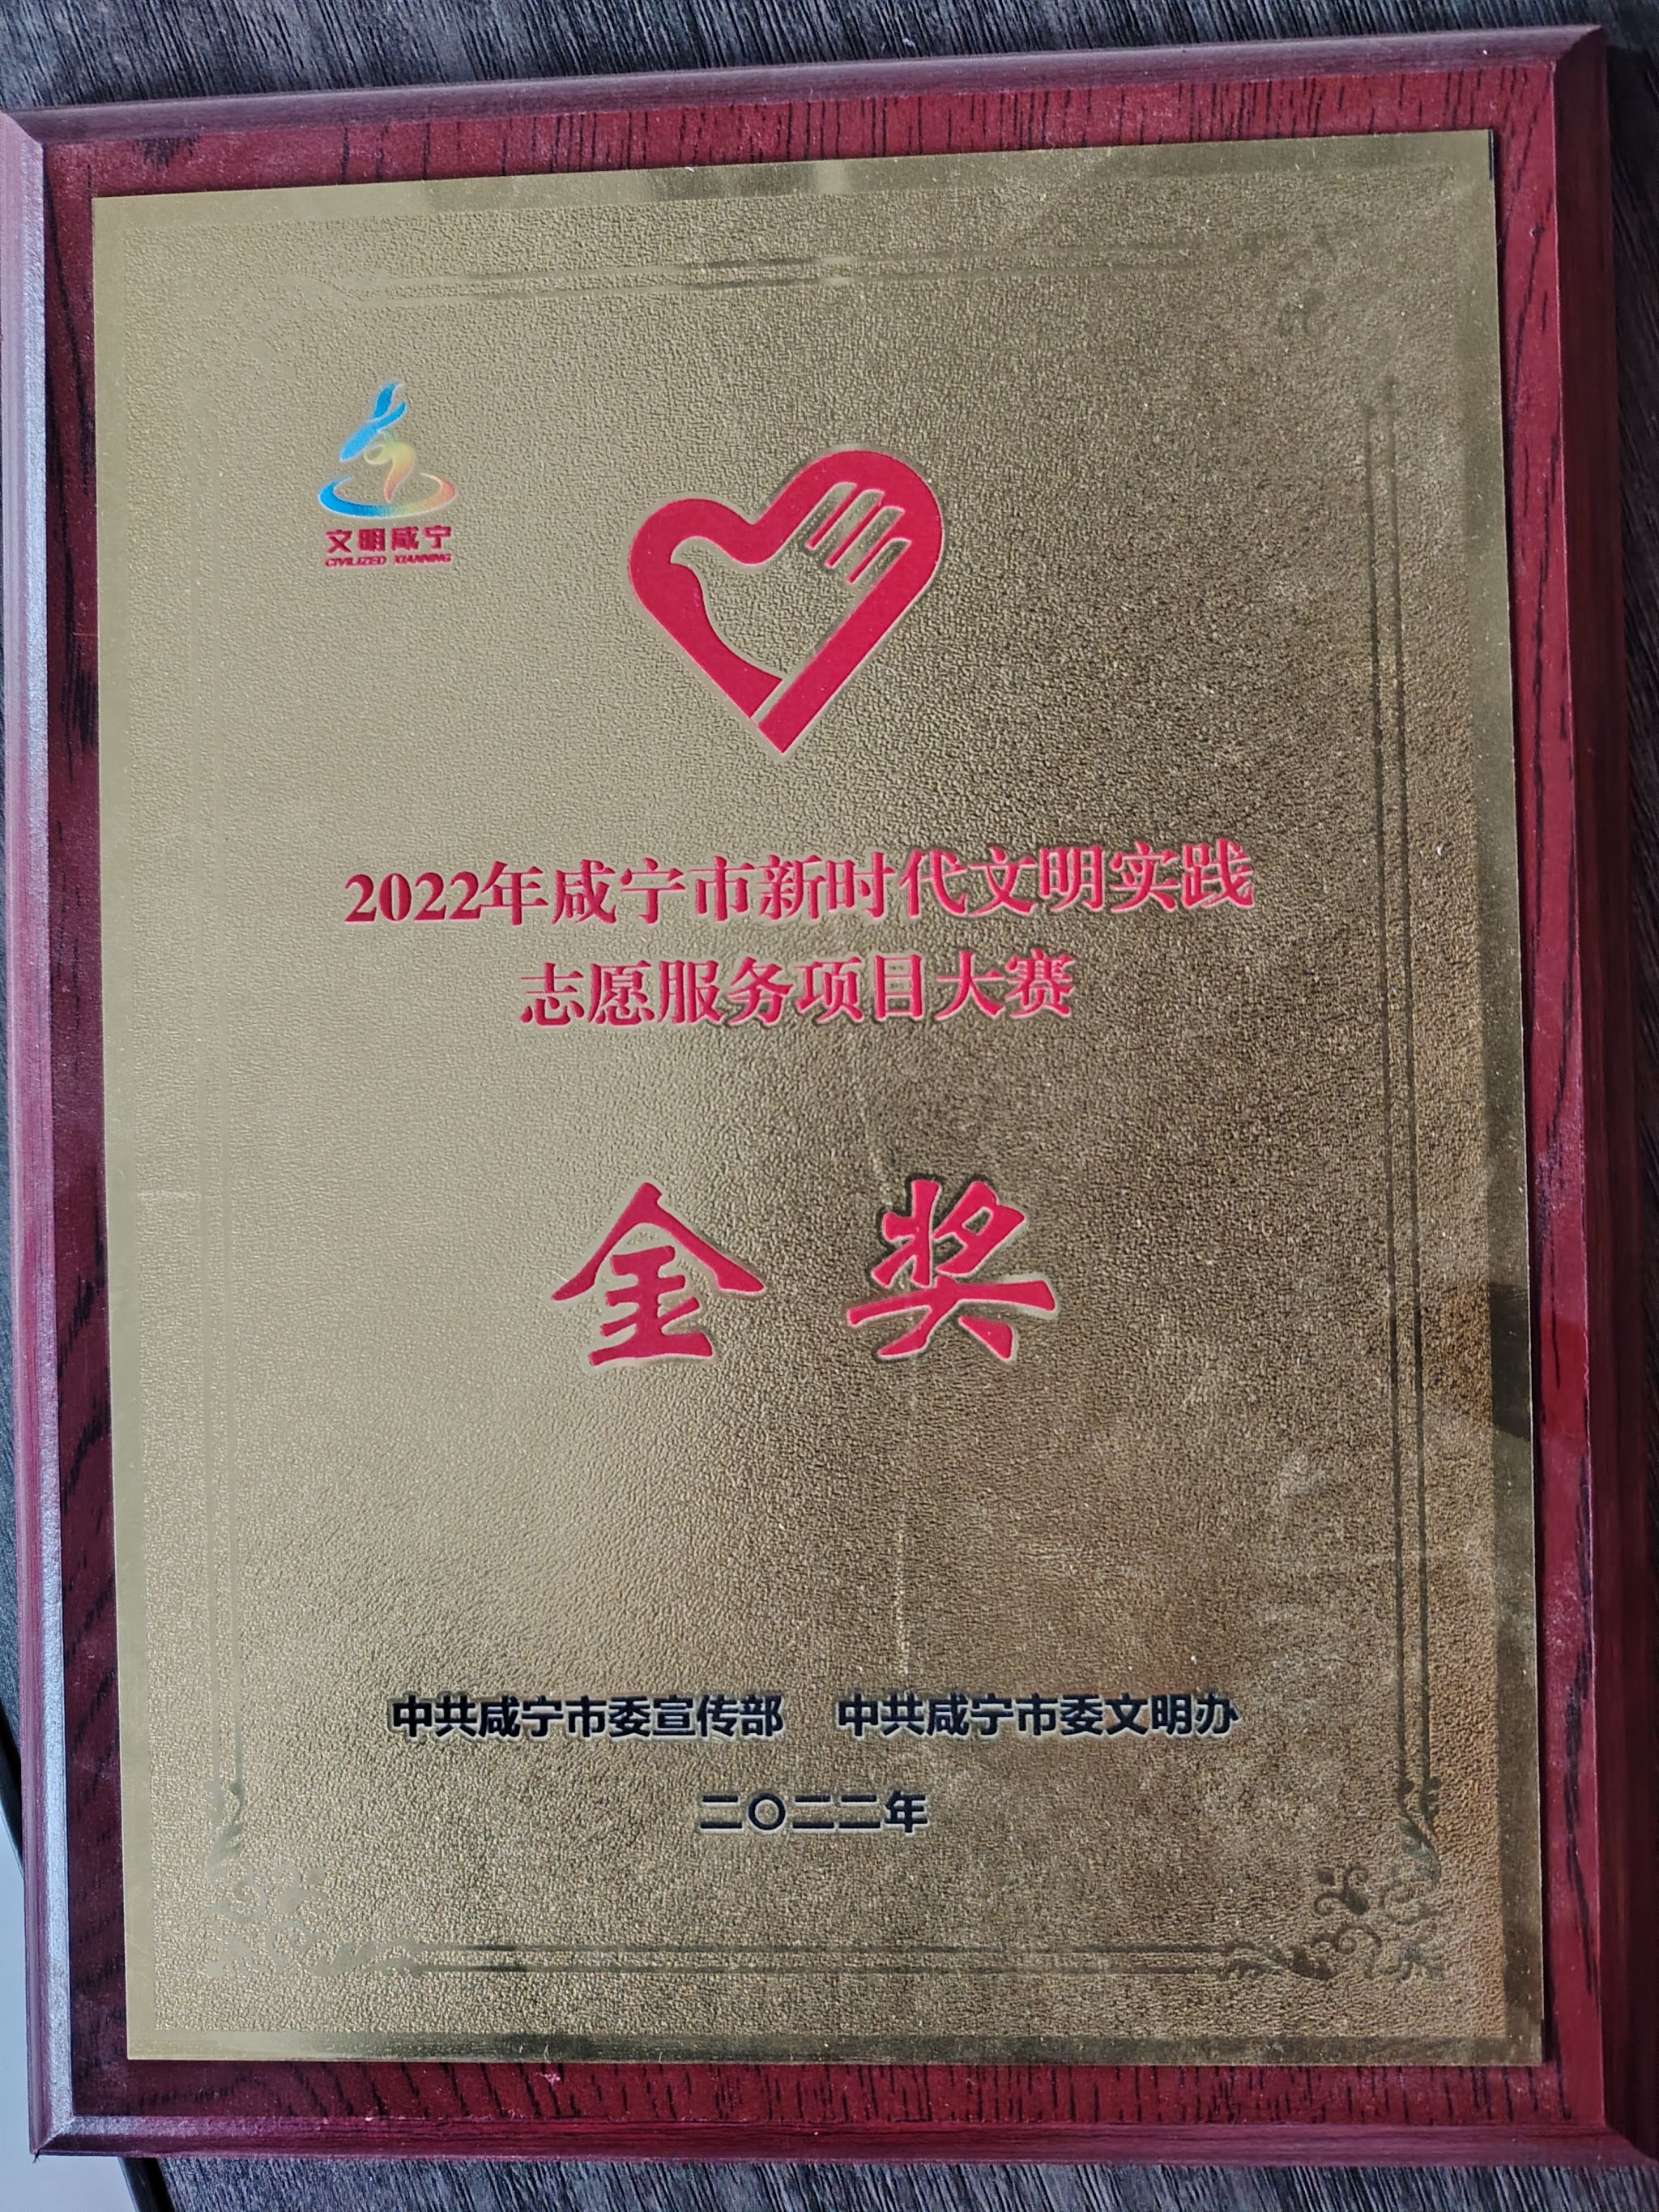 文明咸宁
CIVILIZED XIANNING
2022年咸宁市新时代文明实践
志愿服务项目大赛
金奖
中共咸宁市委宣传部 中共咸宁市委文明办
二〇二二年